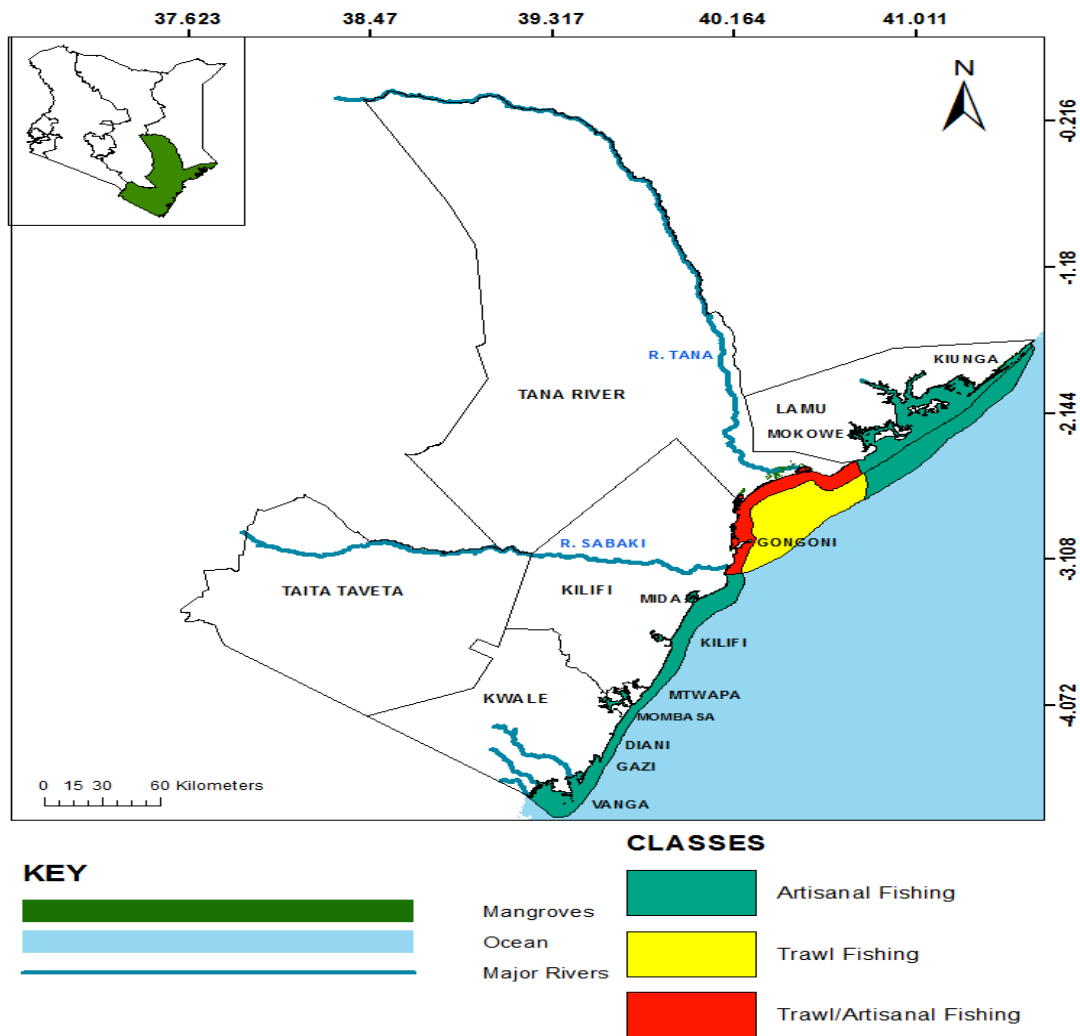 37.623 38.47 39.317 40.164 41.011
N
-0.216
-1.18
R. TANA
KIUNGA
TANA RIVER
LAMU
-2.144
MOKOWE
R. SABAKI
GONGONI
-3.108
TAITA TAVETA
KILIFI
MIDA
KILIFI
KWALE
MTWAPA
-4.072
MOMBASA
DIANI
GAZI
0 15 30 60 Kilometers
VANGA
KEY
Mangroves
Ocean
Major Rivers
CLASSES
Artisanal Fishing
Trawl Fishing
Trawl/Artisanal Fishing